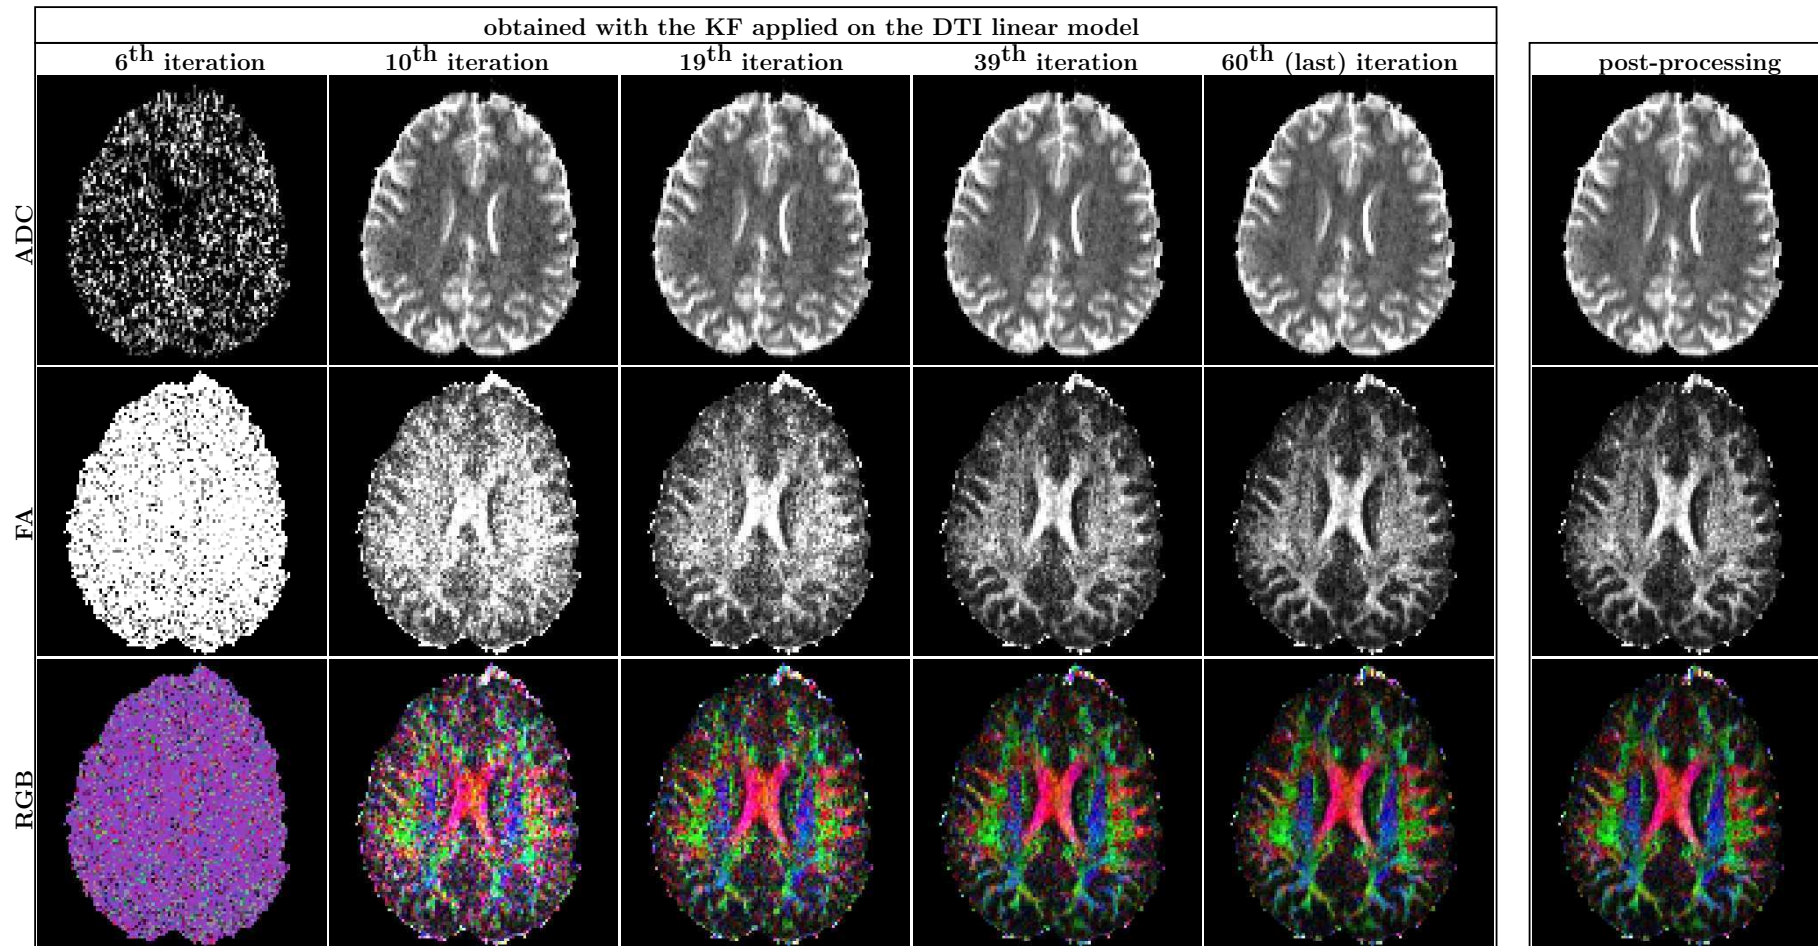 obtained with the KF applied on the DTI linear model
6th iteration 10th iteration 19th iteration 39th iteration 60th (last) iteration post-processing
ADC
FA
RGB